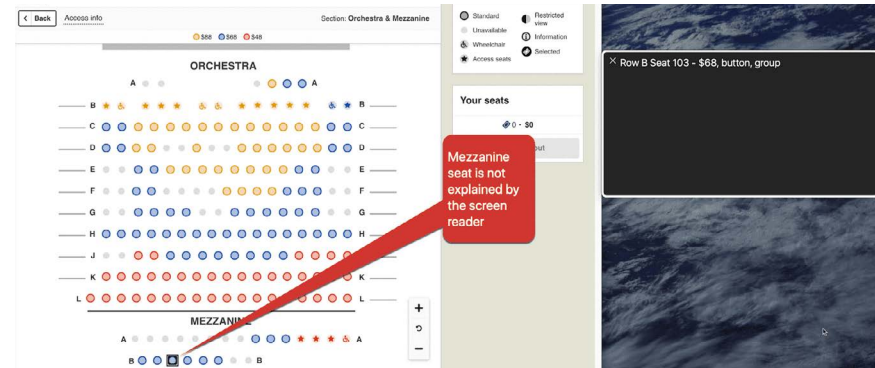 Back
Access info
Section: Orchestra & Mezzanine
$88 $68 $48
ORCHESTRA
A A
B B
C C
D D
E E
F F
G G
H H
J J
K K
L L
MEZZANINE
A A
B B
+
−
Standard
Unavailable
Wheelchair
Access seats
Restricted
view
Information
Selected
Your seats
0 - $0
out
Mezzanine
seat is not
explained by
the screen
reader
Row B Seat 103 - $68, button, group